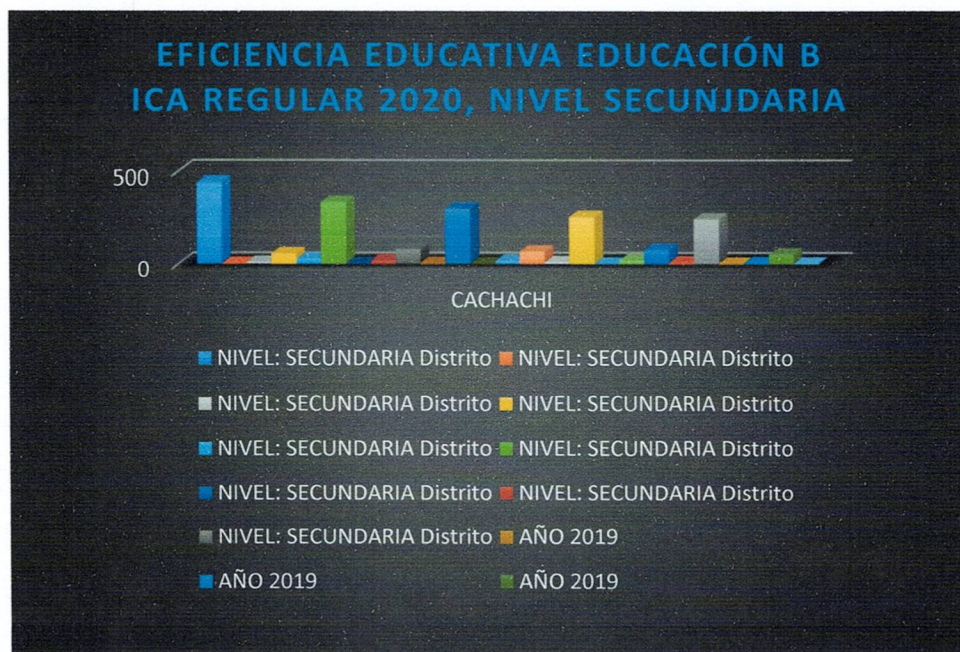 EFICIENCIA EDUCATIVA EDUCACIÓN B
ICA REGULAR 2020, NIVEL SECUNJDARIA
500
0
CACHACHI
NIVEL: SECUNDARIA Distrito NIVEL: SECUNDARIA Distrito
NIVEL: SECUNDARIA Distrito NIVEL: SECUNDARIA Distrito
NIVEL: SECUNDARIA Distrito NIVEL: SECUNDARIA Distrito
NIVEL: SECUNDARIA Distrito NIVEL: SECUNDARIA Distrito
NIVEL: SECUNDARIA Distrito AÑO 2019
AÑO 2019 AÑO 2019